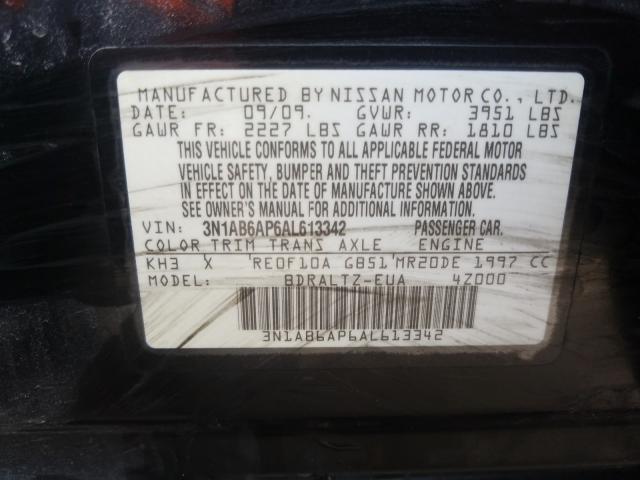 MANUFACTURED BY NISSAN MOTOR CO., LTD.
DATE: 09/09. GVWR: 3951 LBS
GAWR FR: 2227 LBS GAWR RR: 1810 LBS
THIS VEHICLE CONFORMS TO ALL APPLICABLE FEDERAL MOTOR
VEHICLE SAFETY, BUMPER AND THEFT PREVENTION STANDARDS
IN EFFECT ON THE DATE OF MANUFACTURE SHOWN ABOVE.
SEE OWNER'S MANUAL FOR ADDITIONAL INFORMATION.
VIN: 3N1AB6AP6AL613342 PASSENGER CAR.
COLOR TRIM TRANS AXLE ENGINE
KH3 X RE0F10A GB51 MR20DE 1997 CC
MODEL: BDRALTZ-EUA 4Z000
3N1AB6AP6AL613342